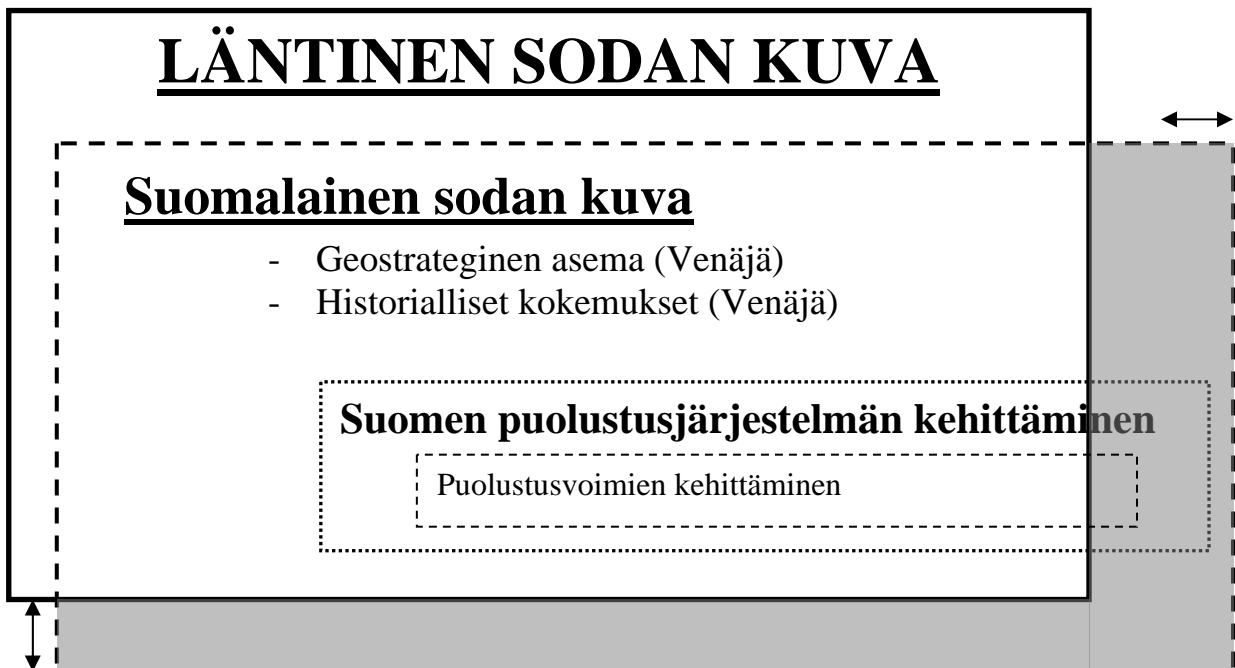 LÄNTINEN SODAN KUVA
Suomalainen sodan kuva
- Geostrateginen asema (Venäjä)
- Historialliset kokemukset (Venäjä)
Suomen puolustusjärjestelmän kehittäminen
Puolustusvoimien kehittäminen